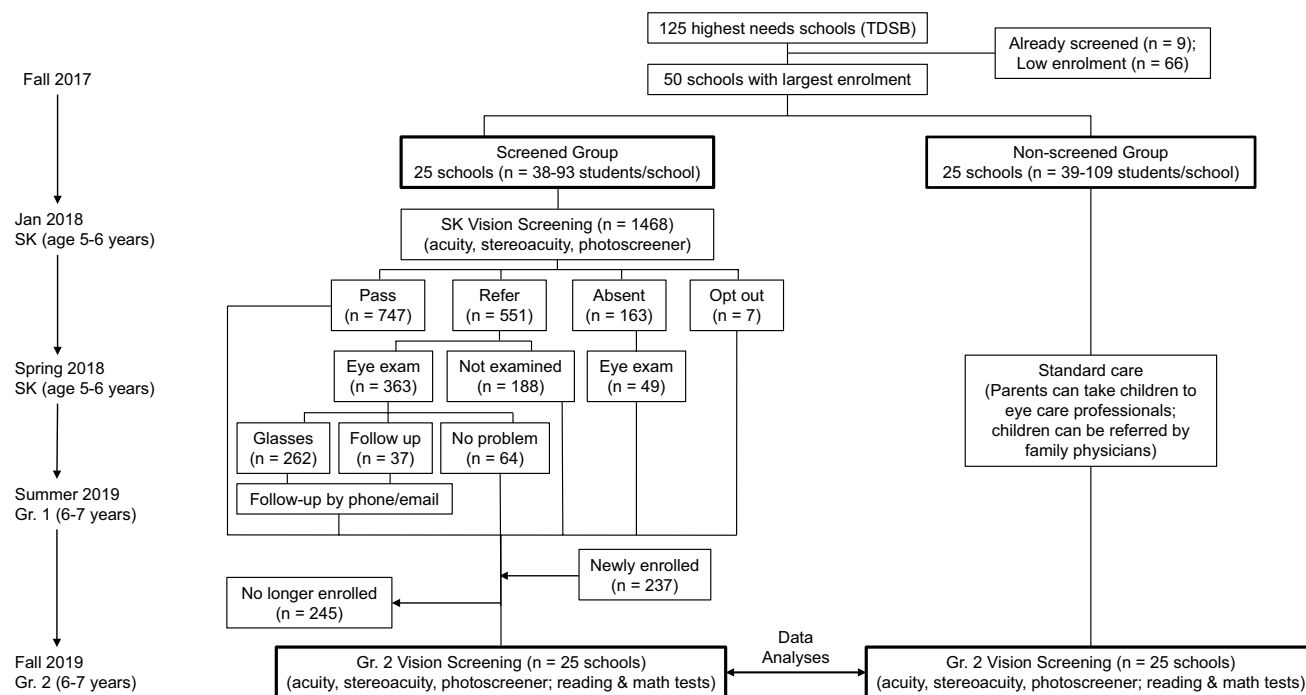 125 highest needs schools (TDSB)
Already screened (n = 9);
Low enrolment (n = 66)
Fall 2017
50 schools with largest enrolment
Screened Group
25 schools (n = 38-93 students/school)
Non-screened Group
25 schools (n = 39-109 students/school)
Jan 2018
SK (age 5-6 years)
SK Vision Screening (n = 1468)
(acuity, stereoacuity, photoscreener)
Pass
(n = 747)
Refer
(n = 551)
Absent
(n = 163)
Opt out
(n = 7)
Spring 2018
SK (age 5-6 years)
Eye exam
(n = 363)
Not examined
(n = 188)
Eye exam
(n = 49)
Standard care
(Parents can take children to
eye care professionals;
children can be referred by
family physicians)
Glasses
(n = 262)
Follow up
(n = 37)
No problem
(n = 64)
Summer 2019
Gr. 1 (6-7 years)
Follow-up by phone/email
Newly enrolled
(n = 237)
No longer enrolled
(n = 245)
Fall 2019
Gr. 2 (6-7 years)
Gr. 2 Vision Screening (n = 25 schools)
(acuity, stereoacuity, photoscreener; reading & math tests)
Data
Analyses
Gr. 2 Vision Screening (n = 25 schools)
(acuity, stereoacuity, photoscreener; reading & math tests)